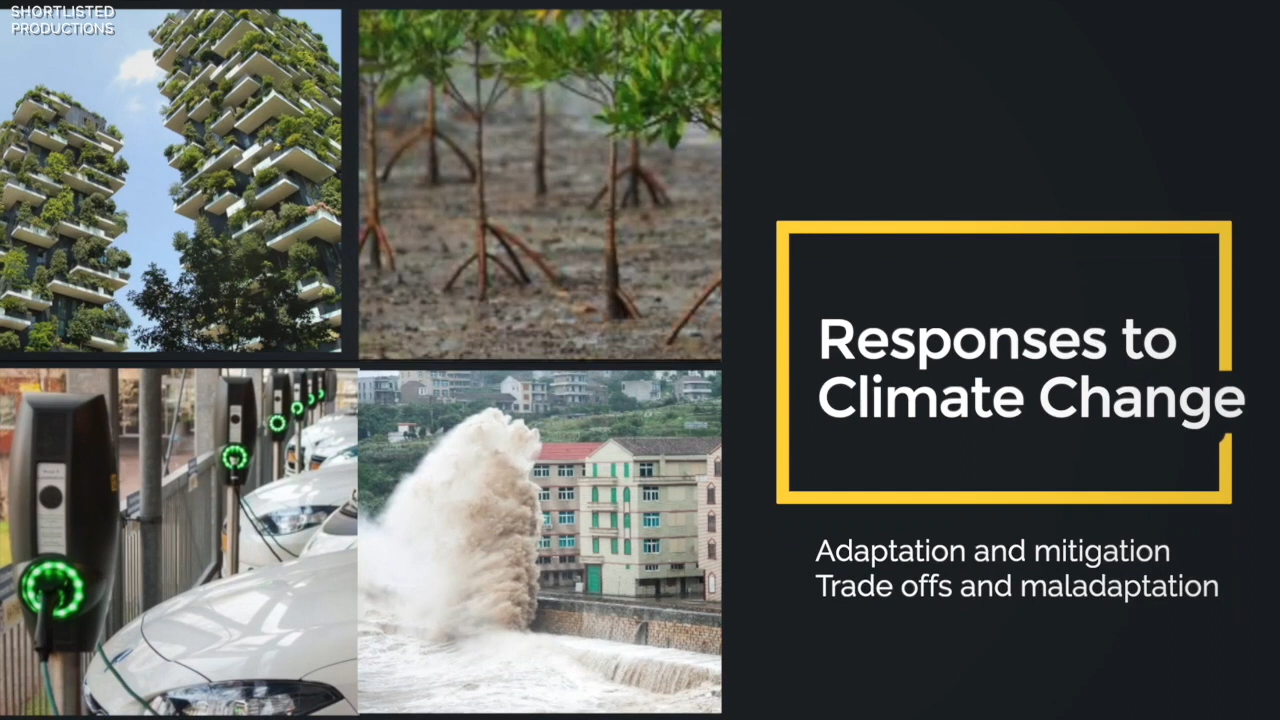 SHORTLISTED
PRODUCTIONS
Responses to
Climate Change
Adaptation and mitigation
Trade offs and maladaptation